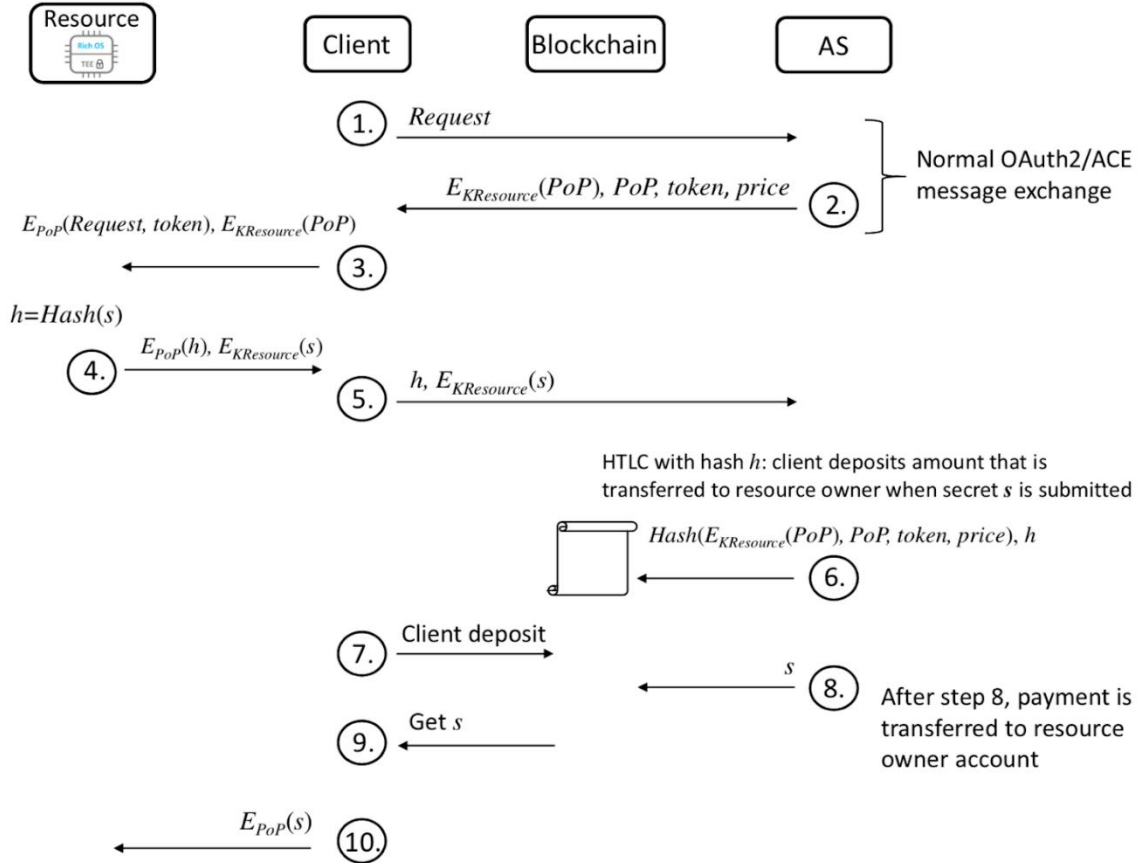 Resource
Rich OS
TEE
Client
Blockchain
AS
1.
Request
Normal OAuth2/ACE
message exchange
E_KResource(PoP), PoP, token, price
2.
E_PoP(Request, token), E_KResource(PoP)
3.
h=Hash(s)
4.
E_PoP(h), E_KResource(s)
5.
h, E_KResource(s)
HTLC with hash h: client deposits amount that is
transferred to resource owner when secret s is submitted
Hash(E_KResource(PoP), PoP, token, price), h
6.
7.
Client deposit
s
8.
After step 8, payment is
transferred to resource
owner account
9.
Get s
E_PoP(s)
10.